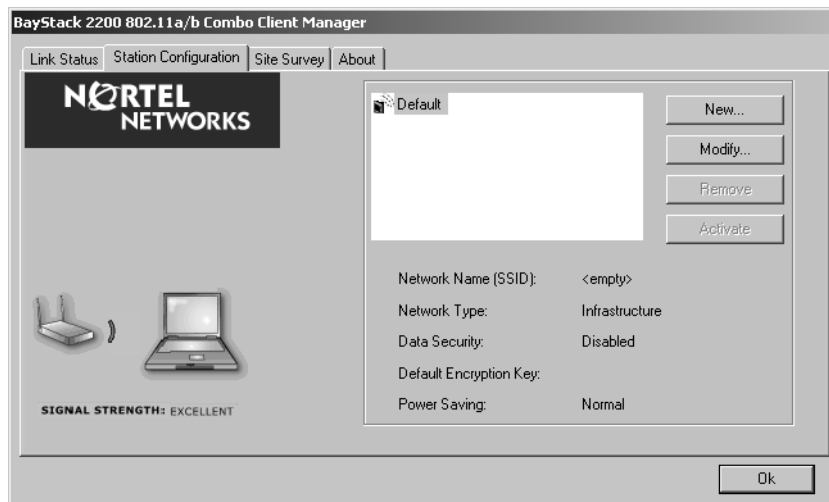 BayStack 2200 802.11a/b Combo Client Manager
Link Status Station Configuration Site Survey About
NORTEL
NETWORKS
Default
New...
Modify...
Remove
Activate
Network Name (SSID): <empty>
Network Type: Infrastructure
Data Security: Disabled
Default Encryption Key:
Power Saving: Normal
SIGNAL STRENGTH: EXCELLENT
Ok